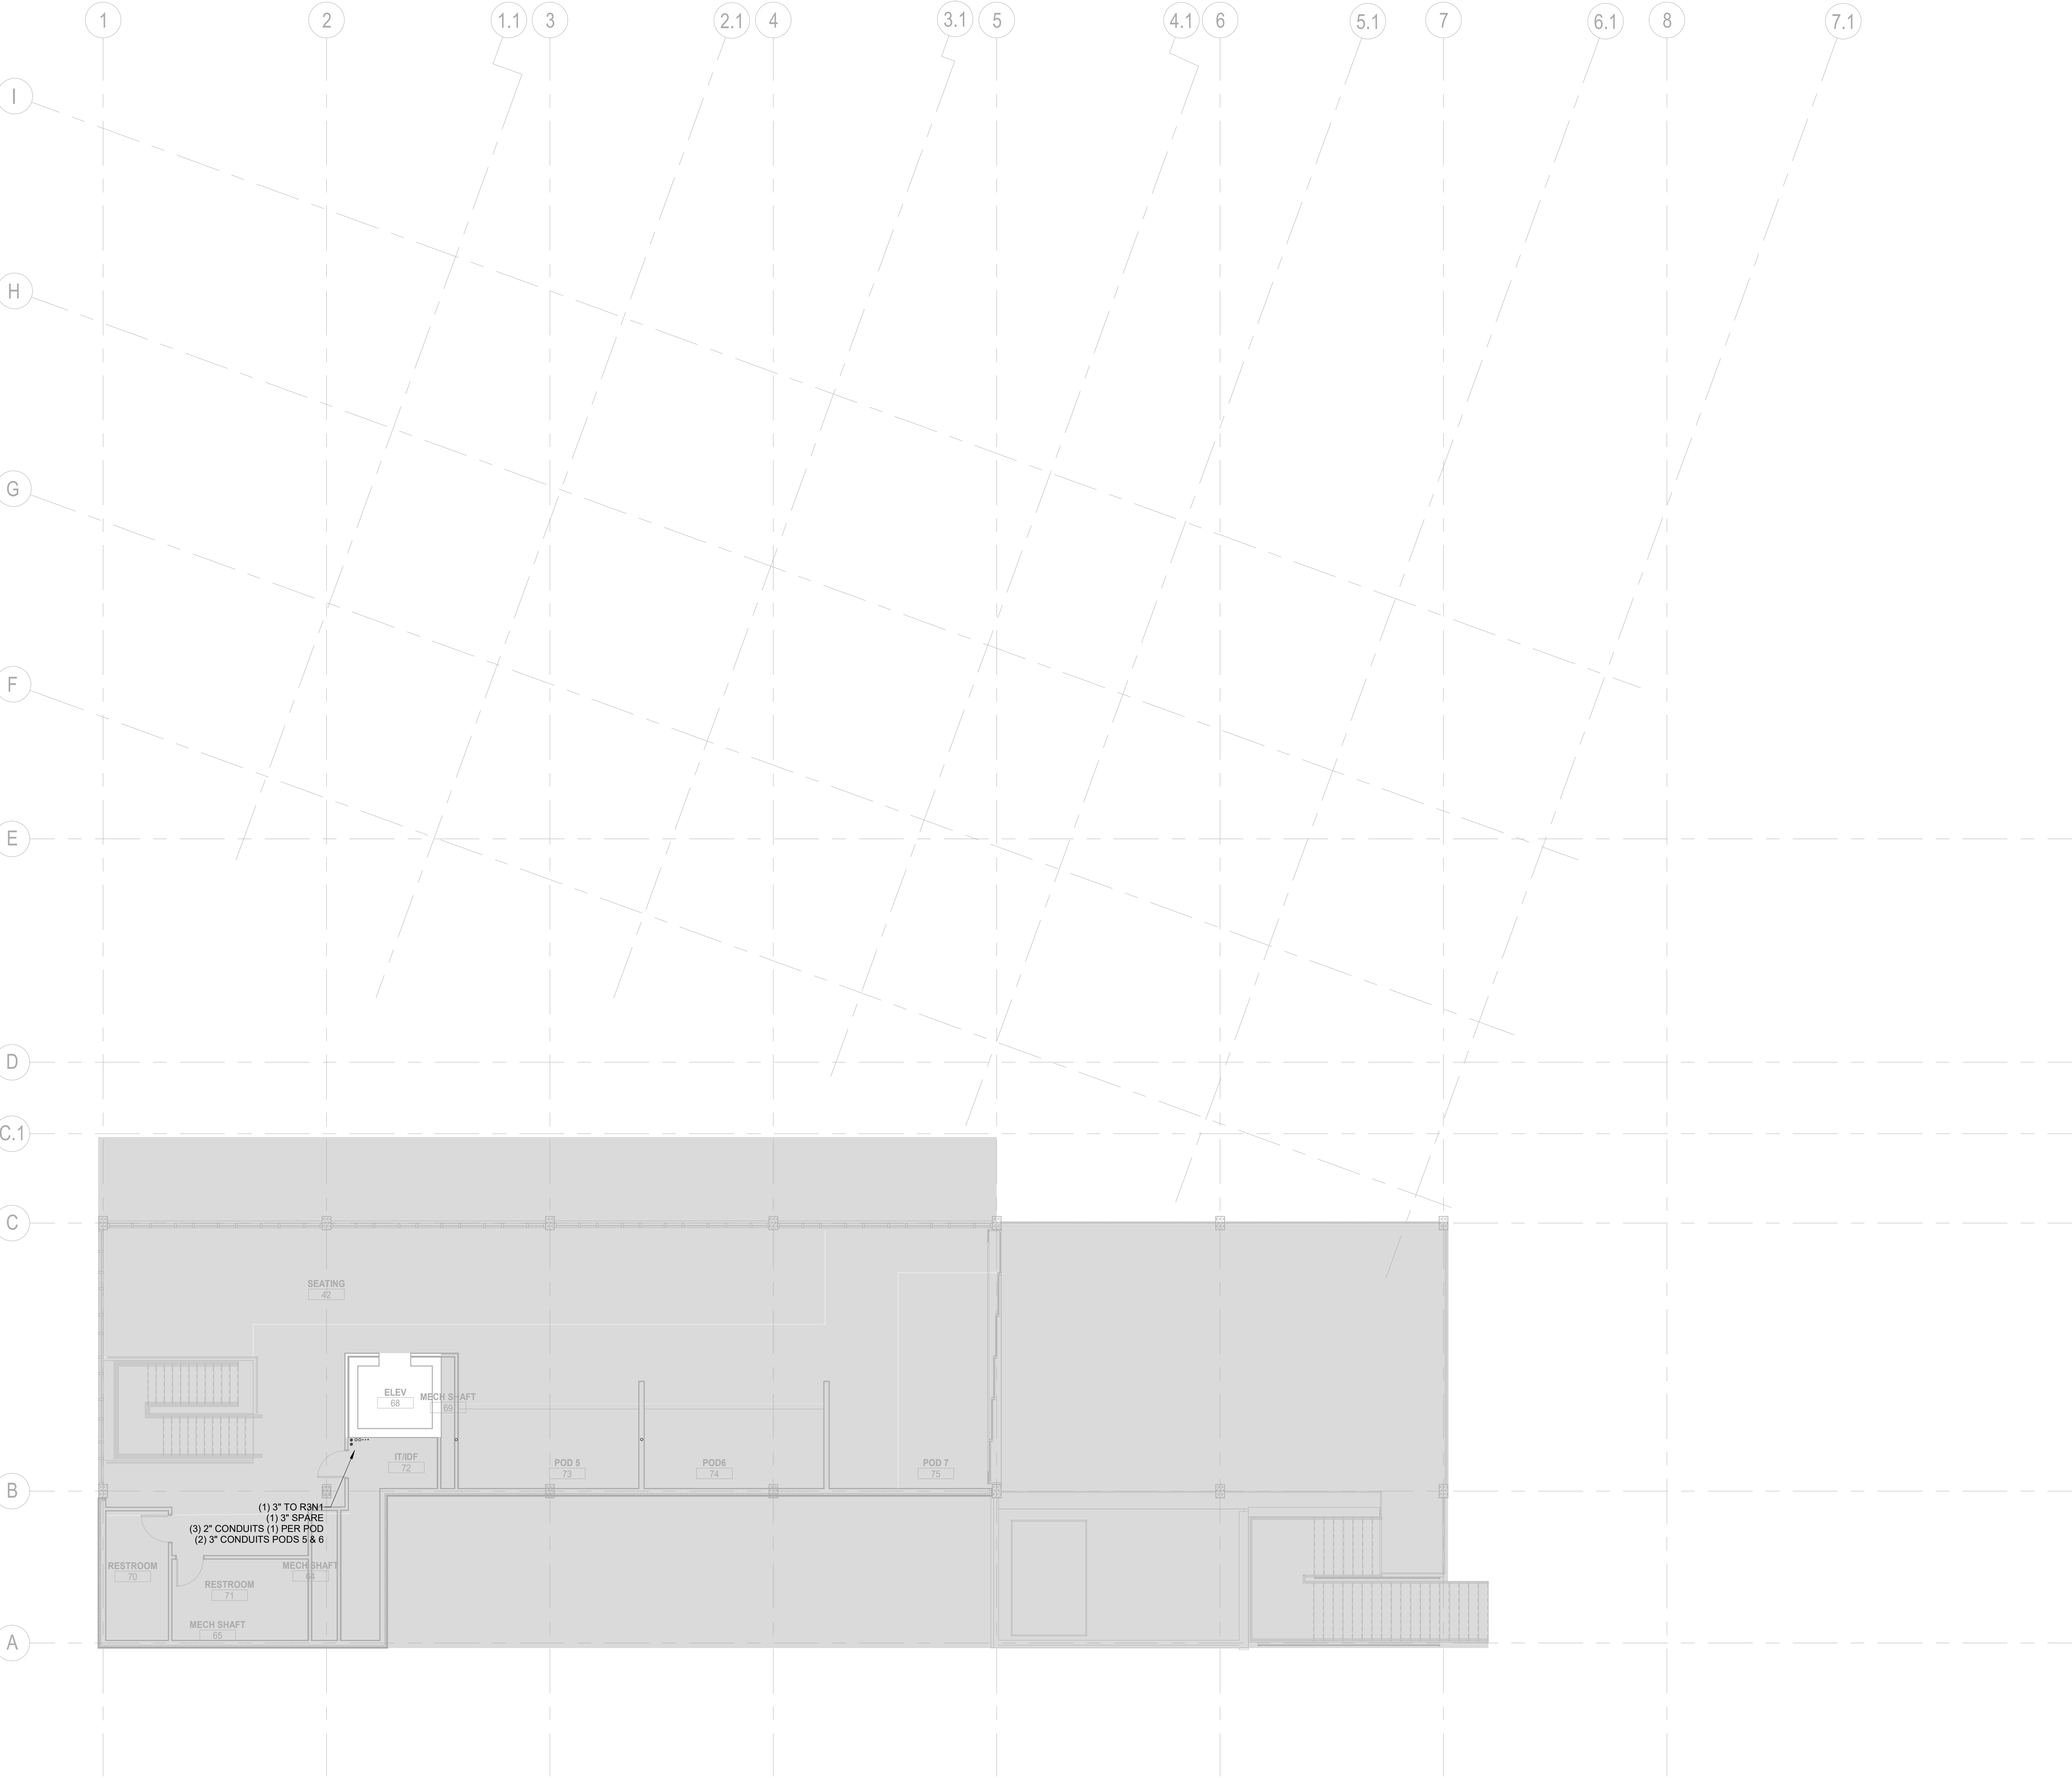 1 2 1.1 3 2.1 4 3.1 5 4.1 6 5.1 7 6.1 8 7.1
I
H
G
F
E
D
C.1
C
SEATING
42
ELEV
68
MECH SHAFT
69
IT/IDF
72
POD 5
73
POD6
74
POD 7
75
B
(1) 3" TO R3N1
(1) 3" SPARE
(3) 2" CONDUITS (1) PER POD
(2) 3" CONDUITS PODS 5 & 6
RESTROOM
70
MECH SHAFT
64
RESTROOM
71
MECH SHAFT
65
A